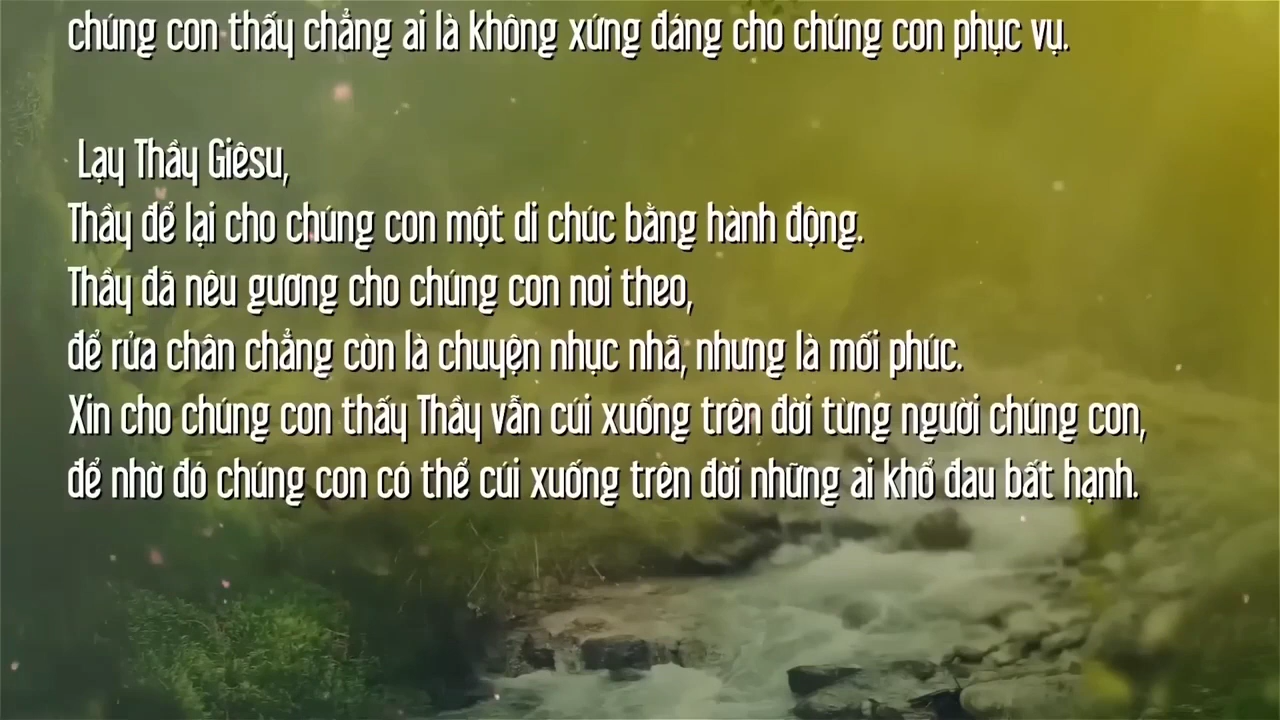 chúng con thấy chẳng ai là không xứng đáng cho chúng con phục vụ.
Lạy Thầy Giêsu,
Thầy để lại cho chúng con một di chúc bằng hành động.
Thầy đã nêu gương cho chúng con noi theo,
để rửa chân chẳng còn là chuyện nhục nhã, nhưng là mối phúc.
Xin cho chúng con thấy Thầy vẫn cúi xuống trên đời từng người chúng con,
để nhờ đó chúng con có thể cúi xuống trên đời những ai khổ đau bất hạnh.